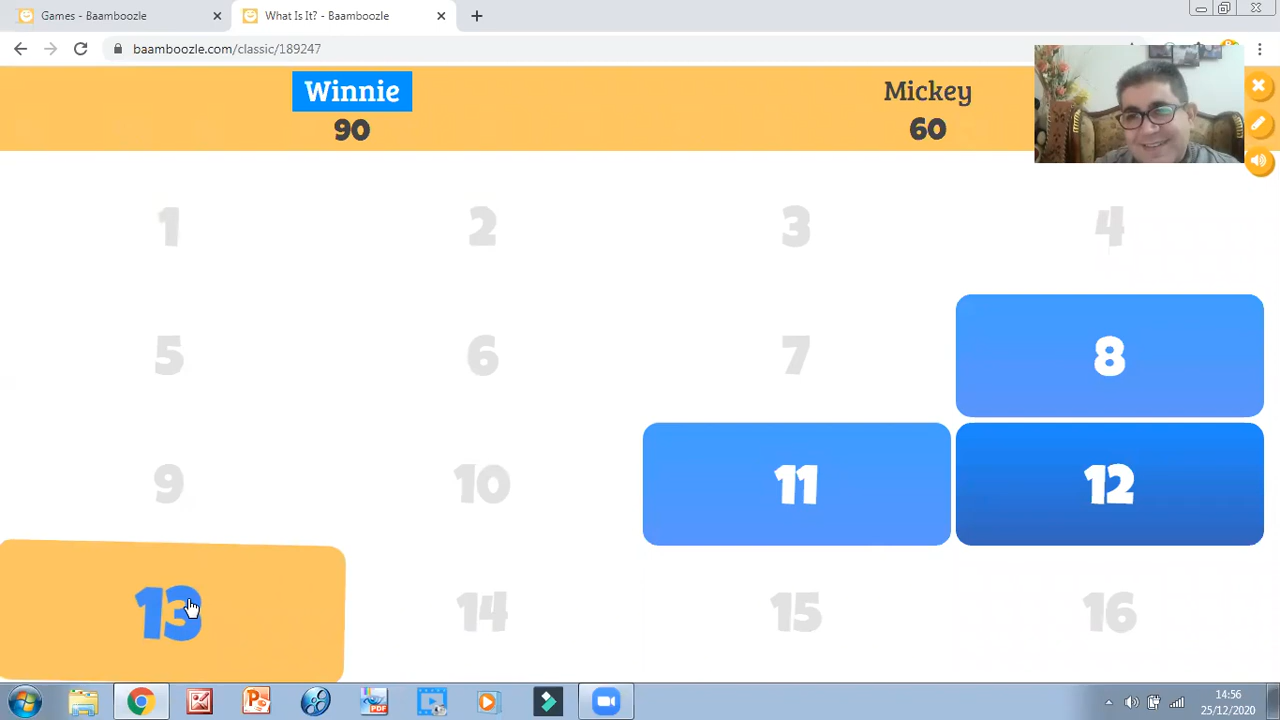 Games - Baamboozle
What Is It? - Baamboozle
baamboozle.com/classic/189247
Winnie
90
Mickey
60
1 2 3 4
5 6 7 8
9 10 11 12
13 14 15 16
14:56
25/12/2020